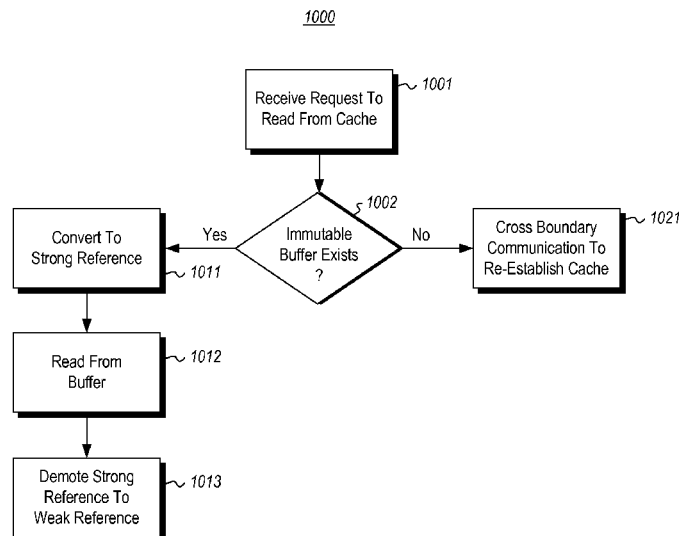 1000
Receive Request To
Read From Cache
1001
Immutable
Buffer Exists
?
1002
Yes
No
Convert To
Strong Reference
1011
Cross Boundary
Communication To
Re-Establish Cache
1021
Read From
Buffer
1012
Demote Strong
Reference To
Weak Reference
1013